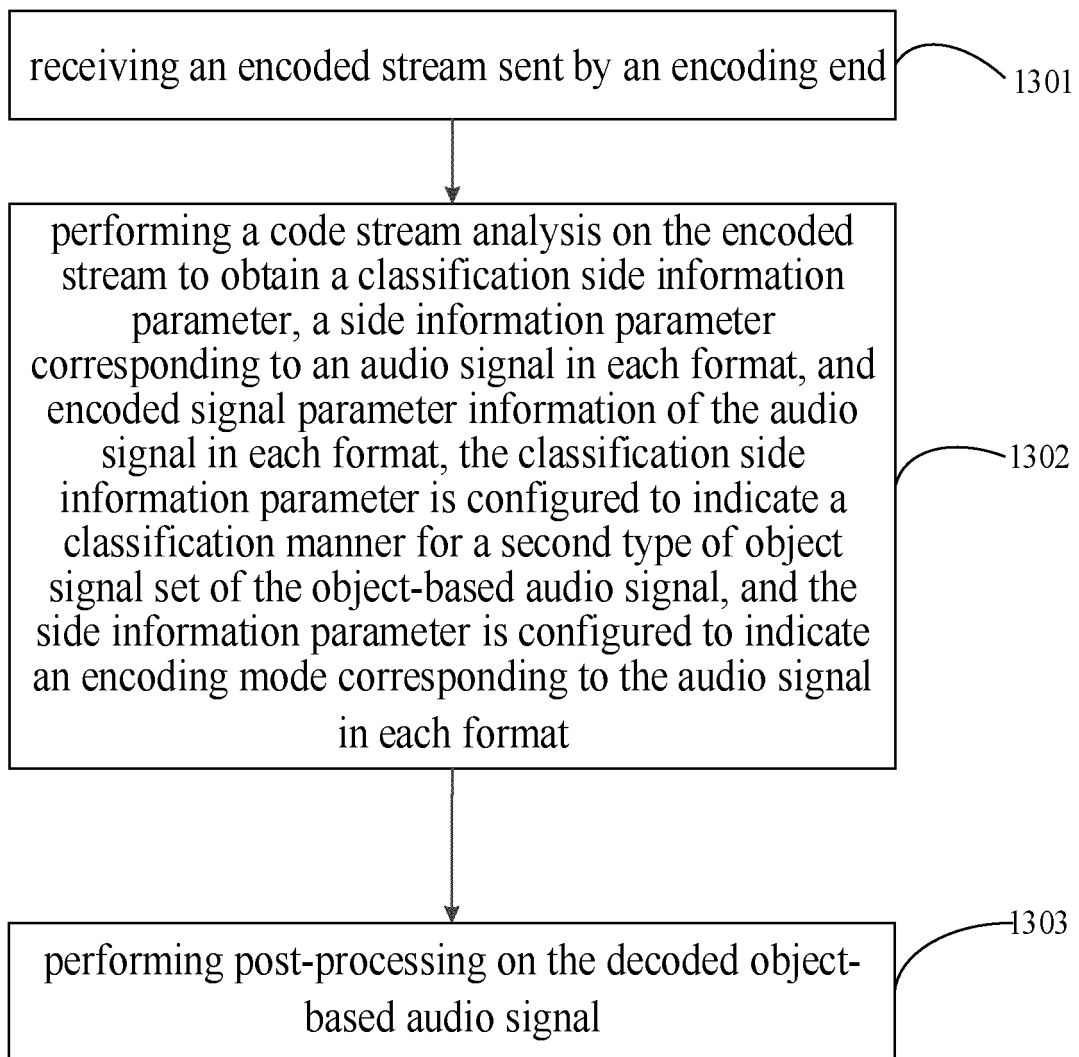 receiving an encoded stream sent by an encoding end
1301
performing a code stream analysis on the encoded
stream to obtain a classification side information
parameter, a side information parameter
corresponding to an audio signal in each format, and
encoded signal parameter information of the audio
signal in each format, the classification side
information parameter is configured to indicate a
classification manner for a second type of object
signal set of the object-based audio signal, and the
side information parameter is configured to indicate
an encoding mode corresponding to the audio signal
in each format
1302
performing post-processing on the decoded object-
based audio signal
1303